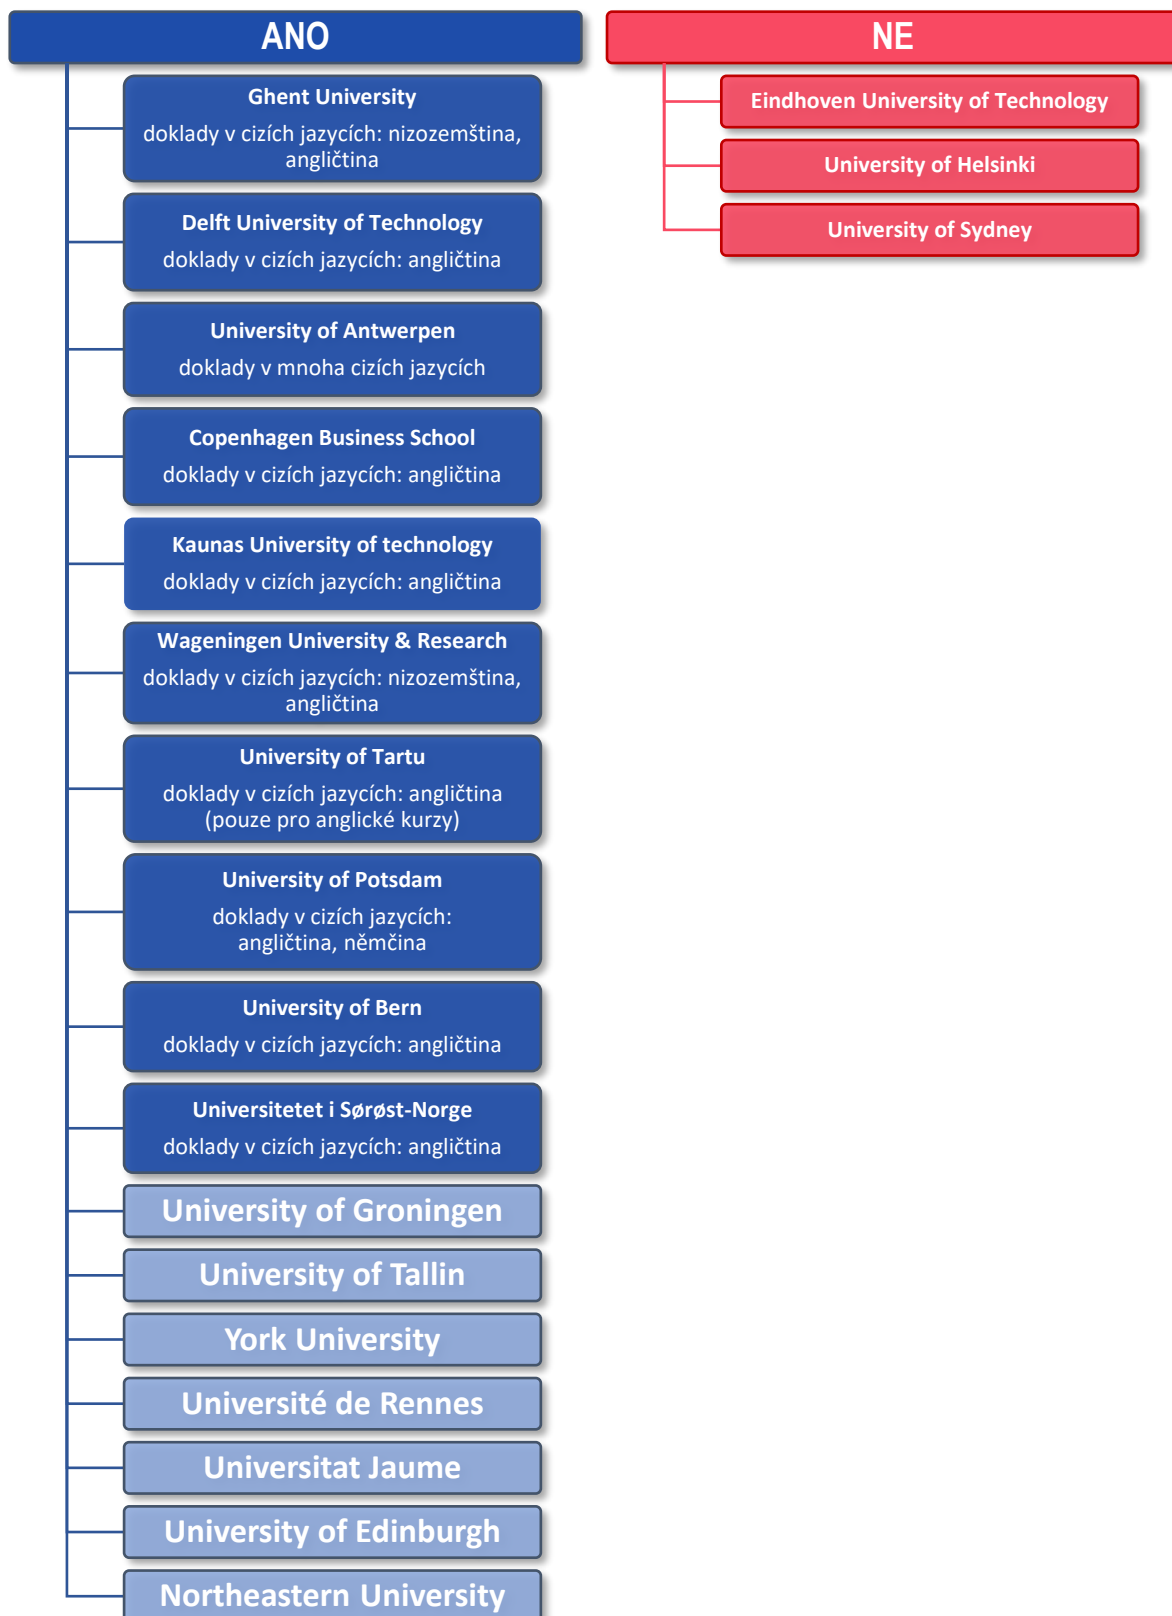 ANO
Ghent University
doklady v cizích jazycích: nizozemština,
angličtina
Delft University of Technology
doklady v cizích jazycích: angličtina
University of Antwerpen
doklady v mnoha cizích jazycích
Copenhagen Business School
doklady v cizích jazycích: angličtina
Kaunas University of technology
doklady v cizích jazycích: angličtina
Wageningen University & Research
doklady v cizích jazycích: nizozemština,
angličtina
University of Tartu
doklady v cizích jazycích: angličtina
(pouze pro anglické kurzy)
University of Potsdam
doklady v cizích jazycích:
angličtina, němčina
University of Bern
doklady v cizích jazycích: angličtina
Universitetet i Sørøst-Norge
doklady v cizích jazycích: angličtina
University of Groningen
University of Tallin
York University
Université de Rennes
Universitat Jaume
University of Edinburgh
Northeastern University
NE
Eindhoven University of Technology
University of Helsinki
University of Sydney